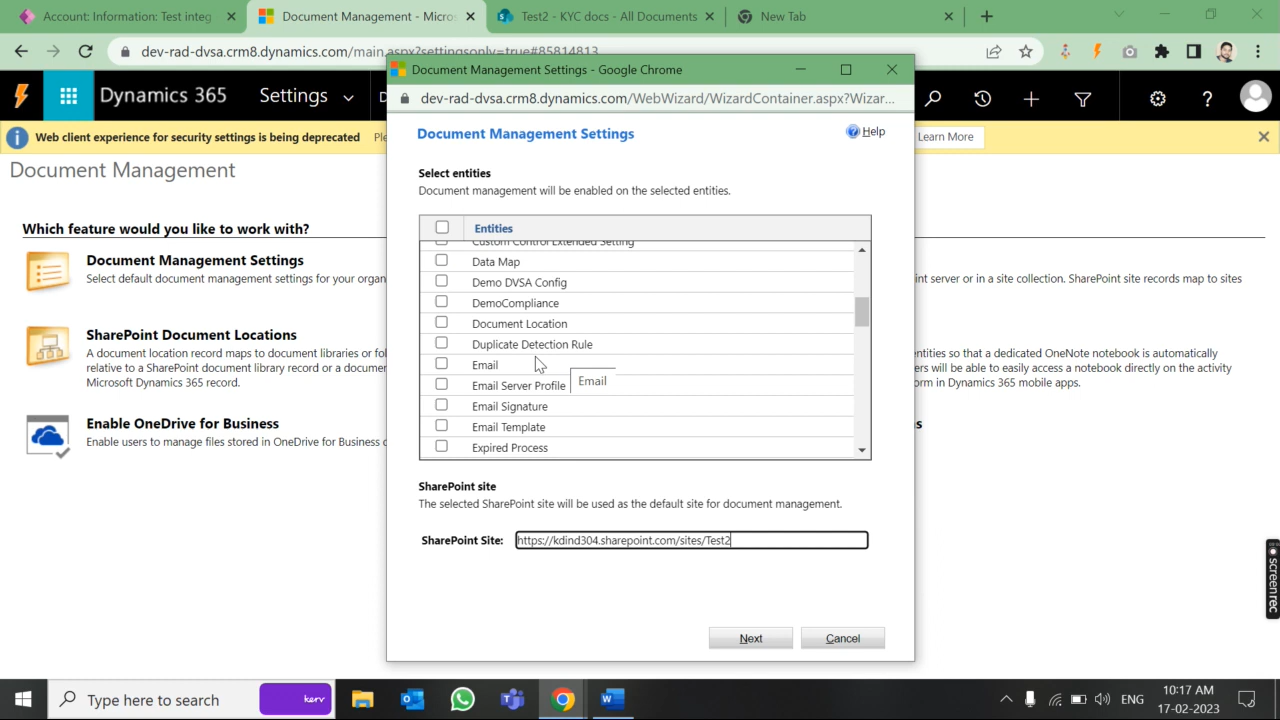 Account: Information: Test integ
Document Management - Micros
Test2 - KYC docs - All Documents
New Tab
dev-rad-dvsa.crm8.dynamics.com/main.aspx?settingsonly=true#85814813
Document Management Settings - Google Chrome
dev-rad-dvsa.crm8.dynamics.com/WebWizard/WizardContainer.aspx?Wizar...
Dynamics 365
Settings
D
Web client experience for security settings is being deprecated
Ple
Learn More
Document Management
Which feature would you like to work with?
Document Management Settings
Select default document management settings for your organ
SharePoint Document Locations
A document location record maps to document libraries or fol
relative to a SharePoint document library record or a documen
Microsoft Dynamics 365 record.
Enable OneDrive for Business
Enable users to manage files stored in OneDrive for Business c
int server or in a site collection. SharePoint site records map to sites
entities so that a dedicated OneNote notebook is automatically
ers will be able to easily access a notebook directly on the activity
orm in Dynamics 365 mobile apps.
s
Document Management Settings
Help
Select entities
Document management will be enabled on the selected entities.
Entities
Custom Control Extended Setting
Data Map
Demo DVSA Config
DemoCompliance
Document Location
Duplicate Detection Rule
Email
Email
Email Server Profile
Email Signature
Email Template
Expired Process
SharePoint site
The selected SharePoint site will be used as the default site for document management.
SharePoint Site: https://kdind304.sharepoint.com/sites/Test2
Next
Cancel
screenrec
Type here to search
kerv
ENG
10:17 AM
17-02-2023